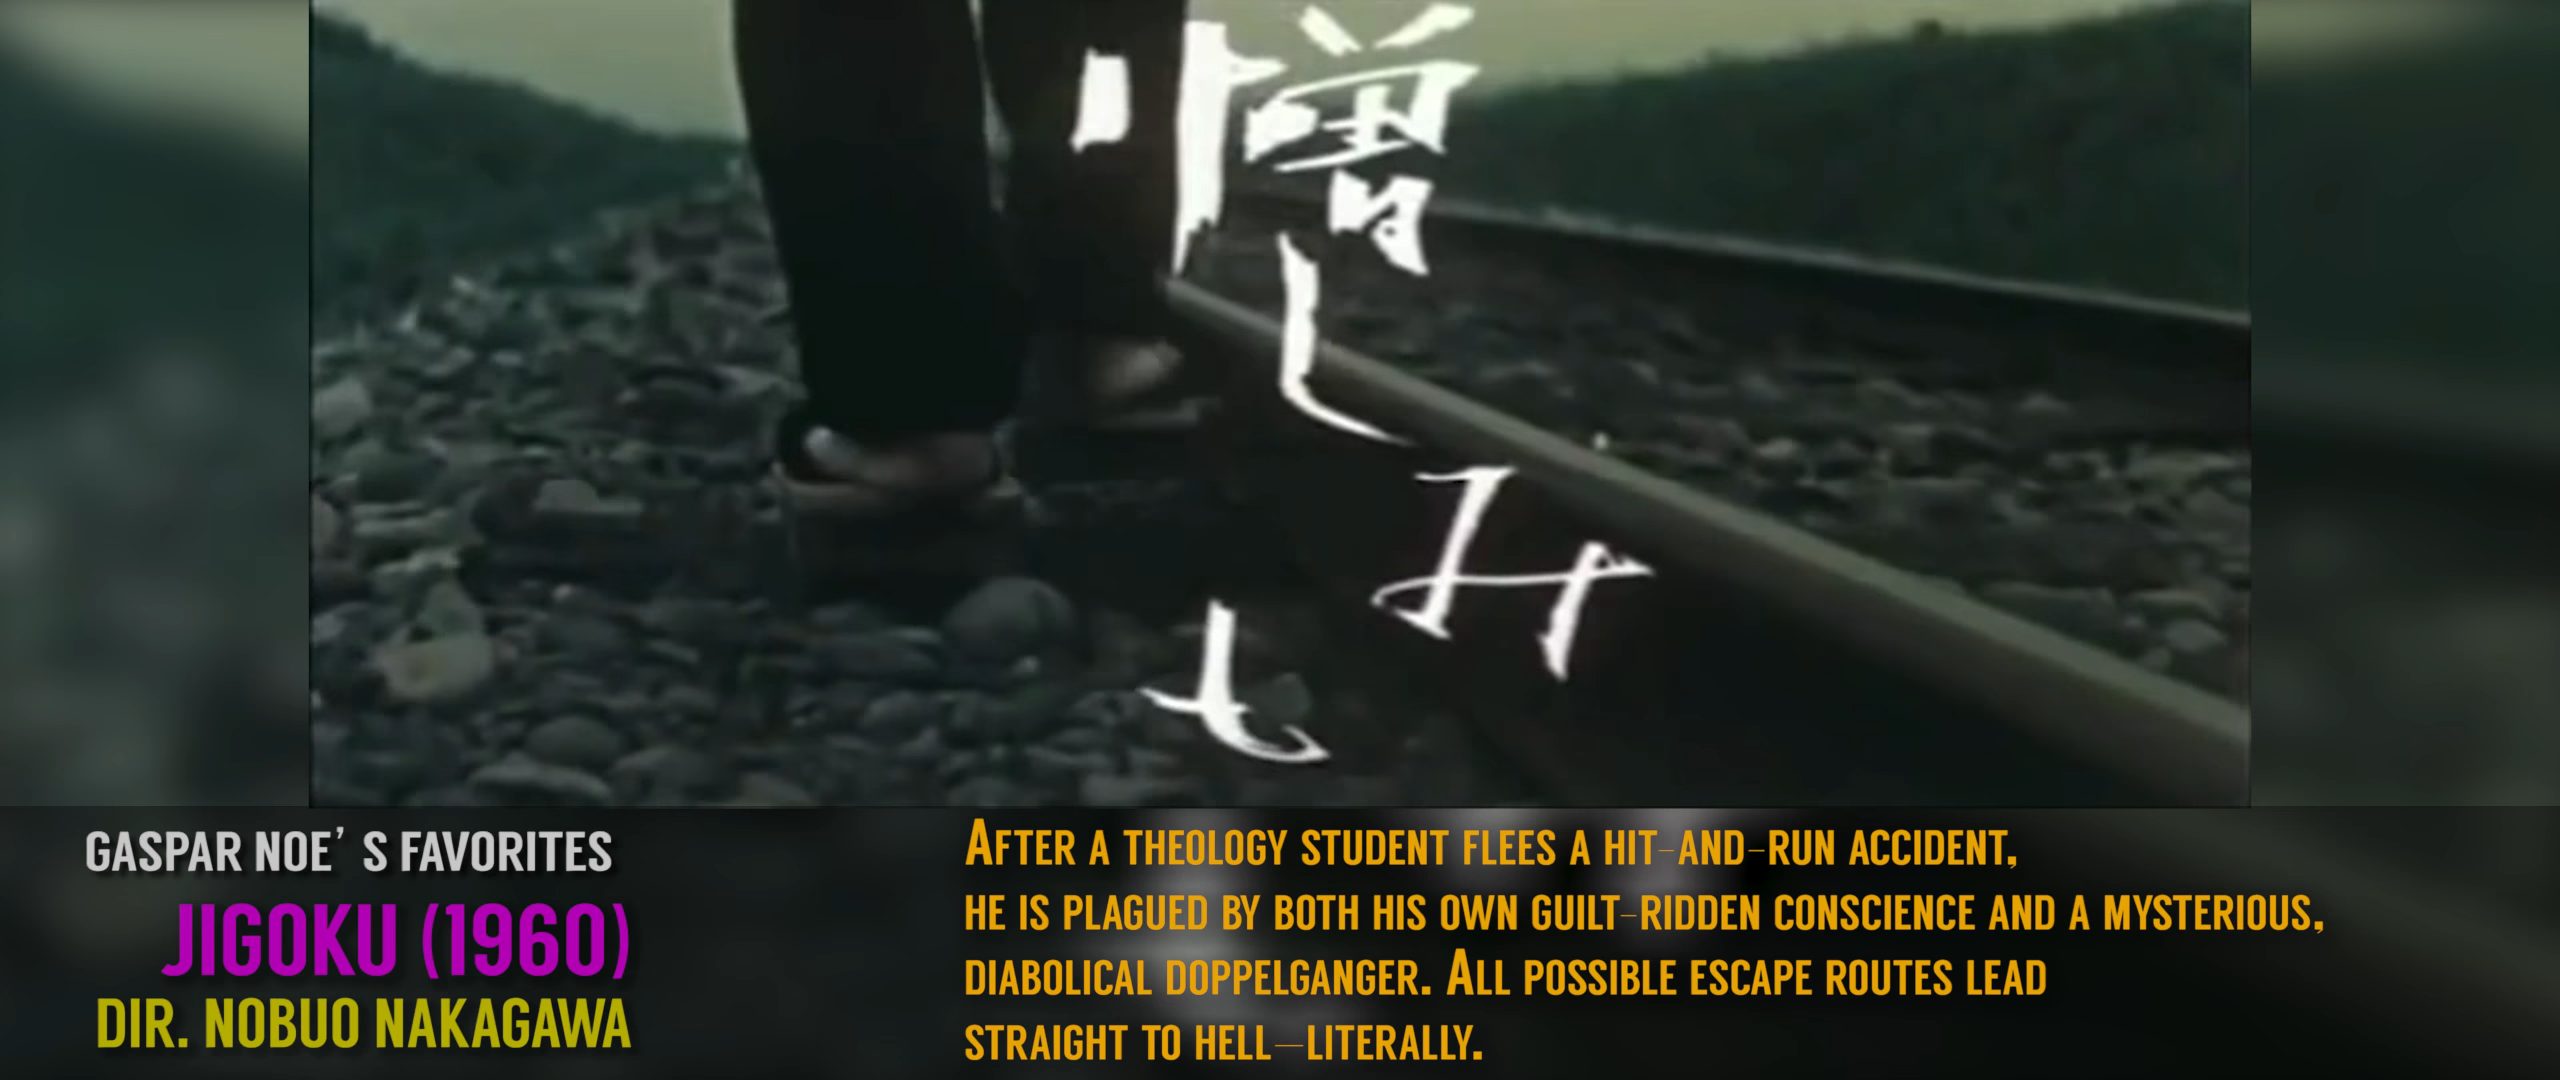 憎しみ
GASPAR NOE' S FAVORITES
JIGOKU (1960)
DIR. NOBUO NAKAGAWA
AFTER A THEOLOGY STUDENT FLEES A HIT-AND-RUN ACCIDENT,
HE IS PLAGUED BY BOTH HIS OWN GUILT-RIDDEN CONSCIENCE AND A MYSTERIOUS,
DIABOLICAL DOPPELGANGER. ALL POSSIBLE ESCAPE ROUTES LEAD
STRAIGHT TO HELL—LITERALLY.